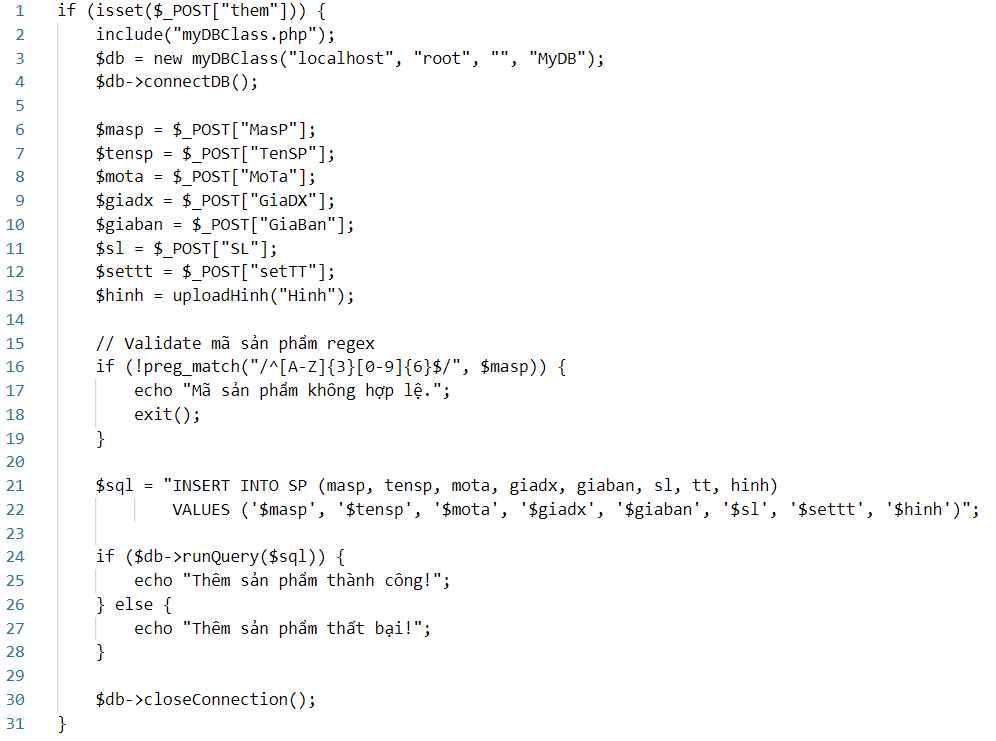 1 if (isset($_POST["them"])) {
2     include("myDBClass.php");
3     $db = new myDBClass("localhost", "root", "", "MyDB");
4     $db->connectDB();
5
6     $masp = $_POST["MasP"];
7     $tensp = $_POST["TenSP"];
8     $mota = $_POST["MoTa"];
9     $giadx = $_POST["GiaDX"];
10     $giaban = $_POST["GiaBan"];
11     $sl = $_POST["SL"];
12     $settt = $_POST["setTT"];
13     $hinh = uploadHinh("Hinh");
14
15     // Validate mã sản phẩm regex
16     if (!preg_match("/^[A-Z]{3}[0-9]{6}$/", $masp)) {
17         echo "Mã sản phẩm không hợp lệ.";
18         exit();
19     }
20
21     $sql = "INSERT INTO SP (masp, tensp, mota, giadx, giaban, sl, tt, hinh)
22             VALUES ('$masp', '$tensp', '$mota', '$giadx', '$giaban', '$sl', '$settt', '$hinh')";
23
24     if ($db->runQuery($sql)) {
25         echo "Thêm sản phẩm thành công!";
26     } else {
27         echo "Thêm sản phẩm thất bại!";
28     }
29
30     $db->closeConnection();
31 }